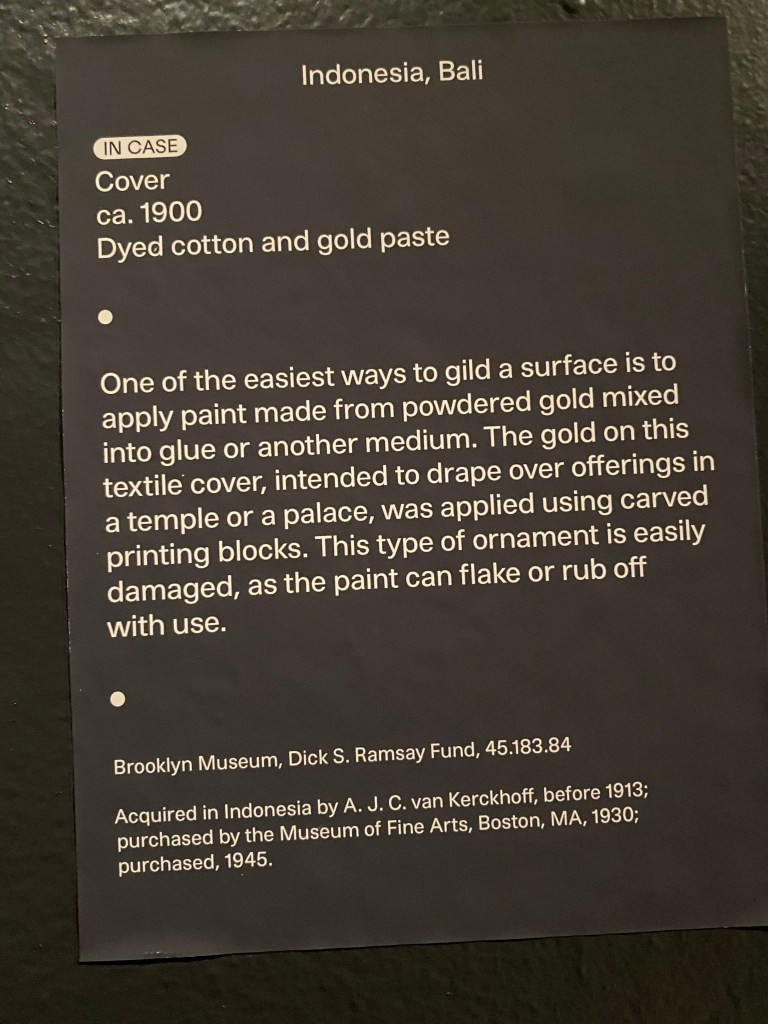 Indonesia, Bali
IN CASE
Cover
ca. 1900
Dyed cotton and gold paste
One of the easiest ways to gild a surface is to
apply paint made from powdered gold mixed
into glue or another medium. The gold on this
textile cover, intended to drape over offerings in
a temple or a palace, was applied using carved
printing blocks. This type of ornament is easily
damaged, as the paint can flake or rub off
with use.
Brooklyn Museum, Dick S. Ramsay Fund, 45.183.84
Acquired in Indonesia by A. J. C. van Kerckhoff, before 1913;
purchased by the Museum of Fine Arts, Boston, MA, 1930;
purchased, 1945.